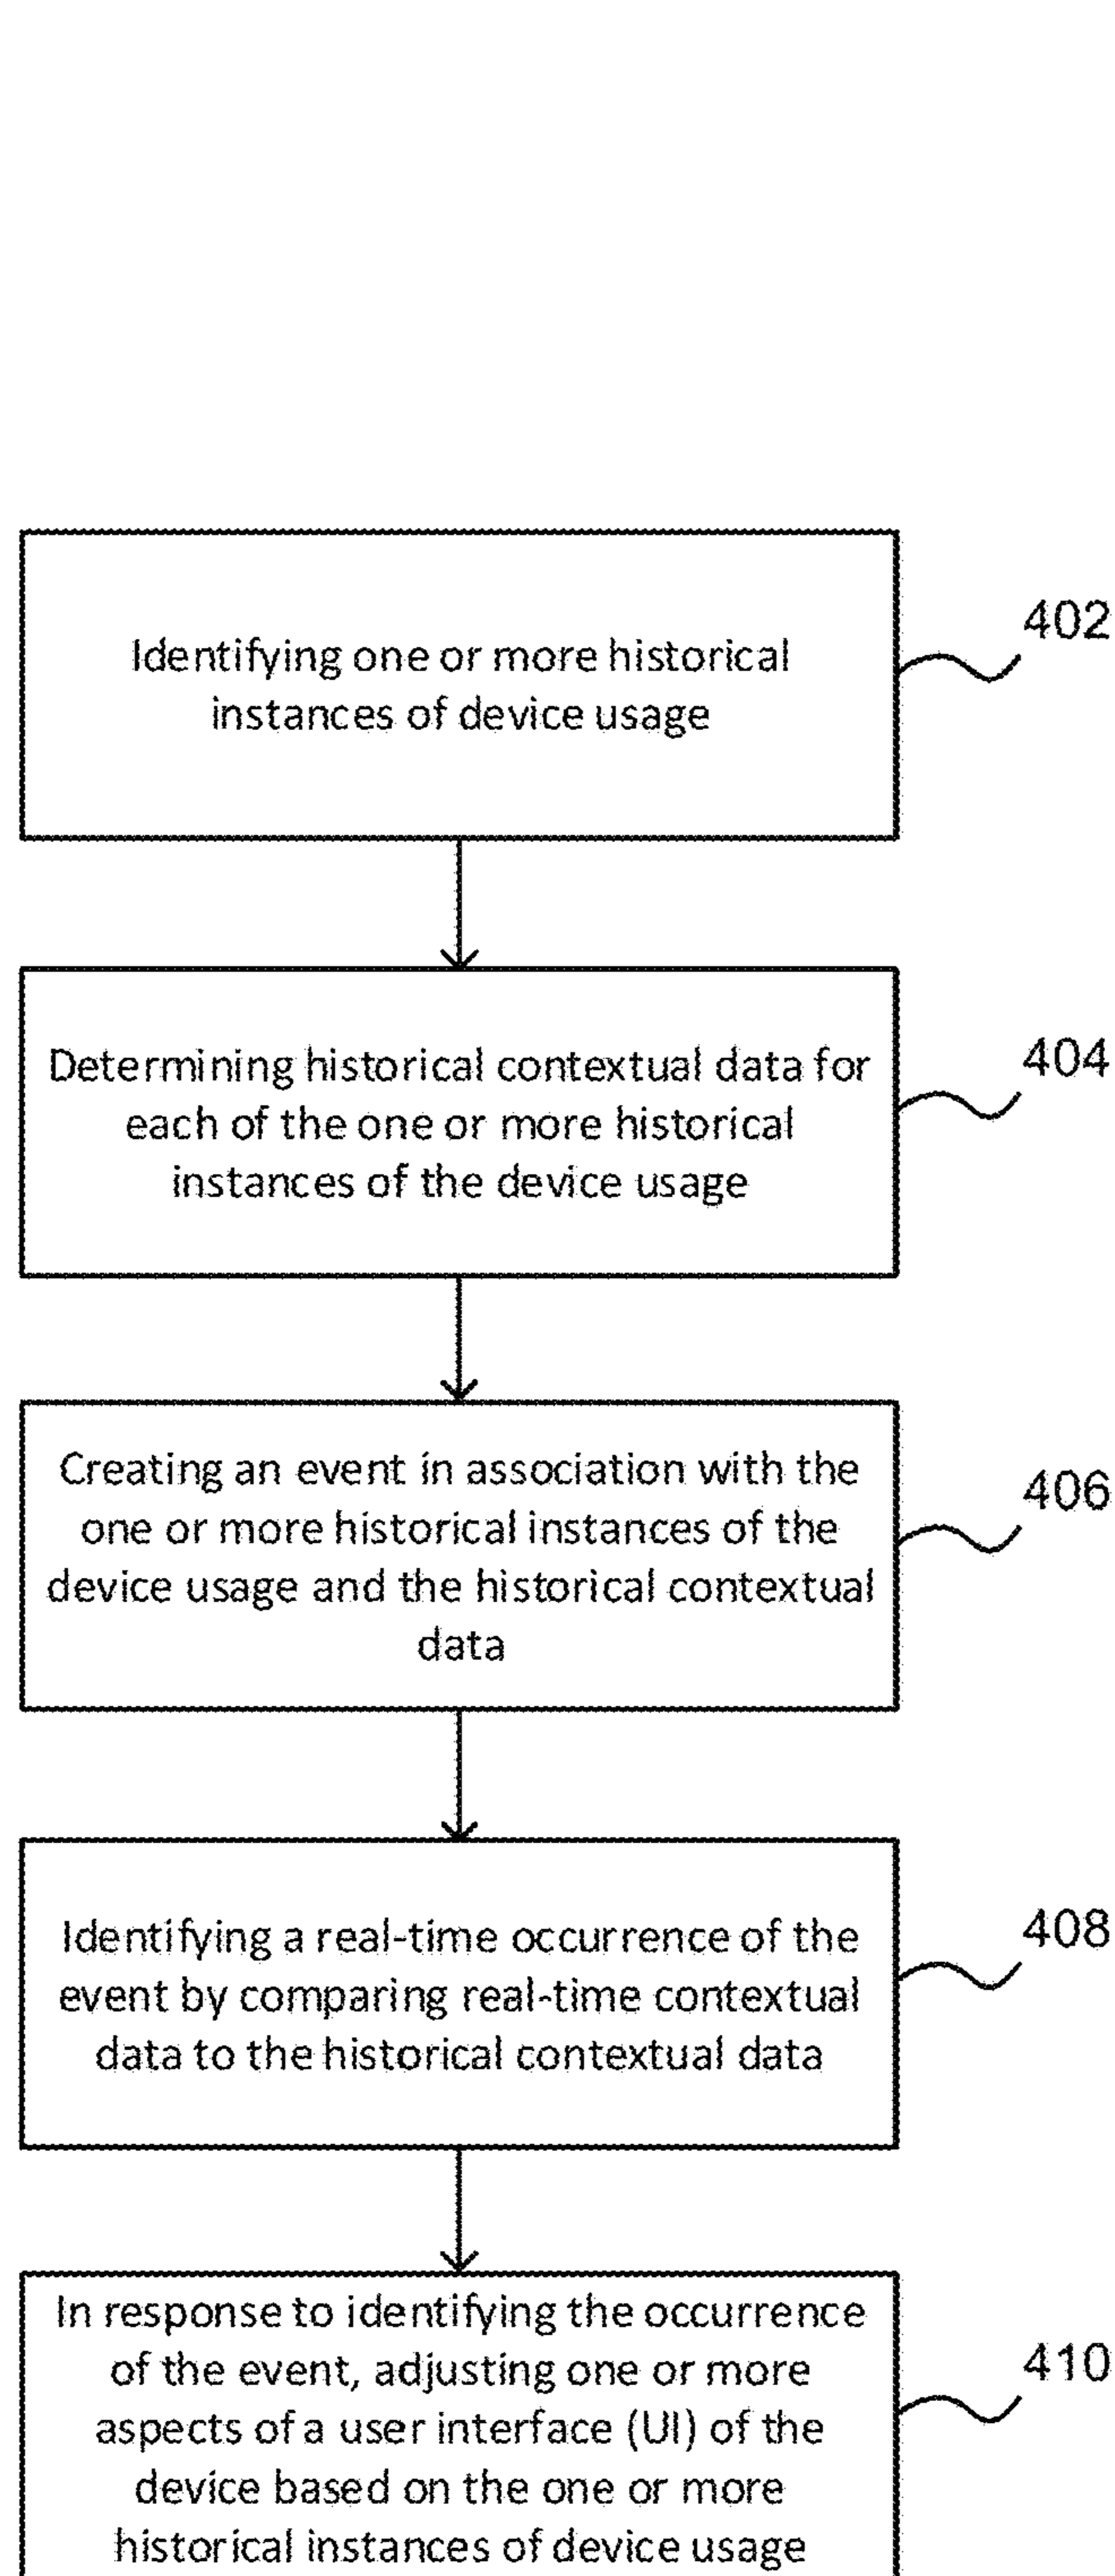 Identifying one or more historical
instances of device usage
402
Determining historical contextual data for
each of the one or more historical
instances of the device usage
404
Creating an event in association with the
one or more historical instances of the
device usage and the historical contextual
data
406
Identifying a real-time occurrence of the
event by comparing real-time contextual
data to the historical contextual data
408
In response to identifying the occurrence
of the event, adjusting one or more
aspects of a user interface (UI) of the
device based on the one or more
historical instances of device usage
410